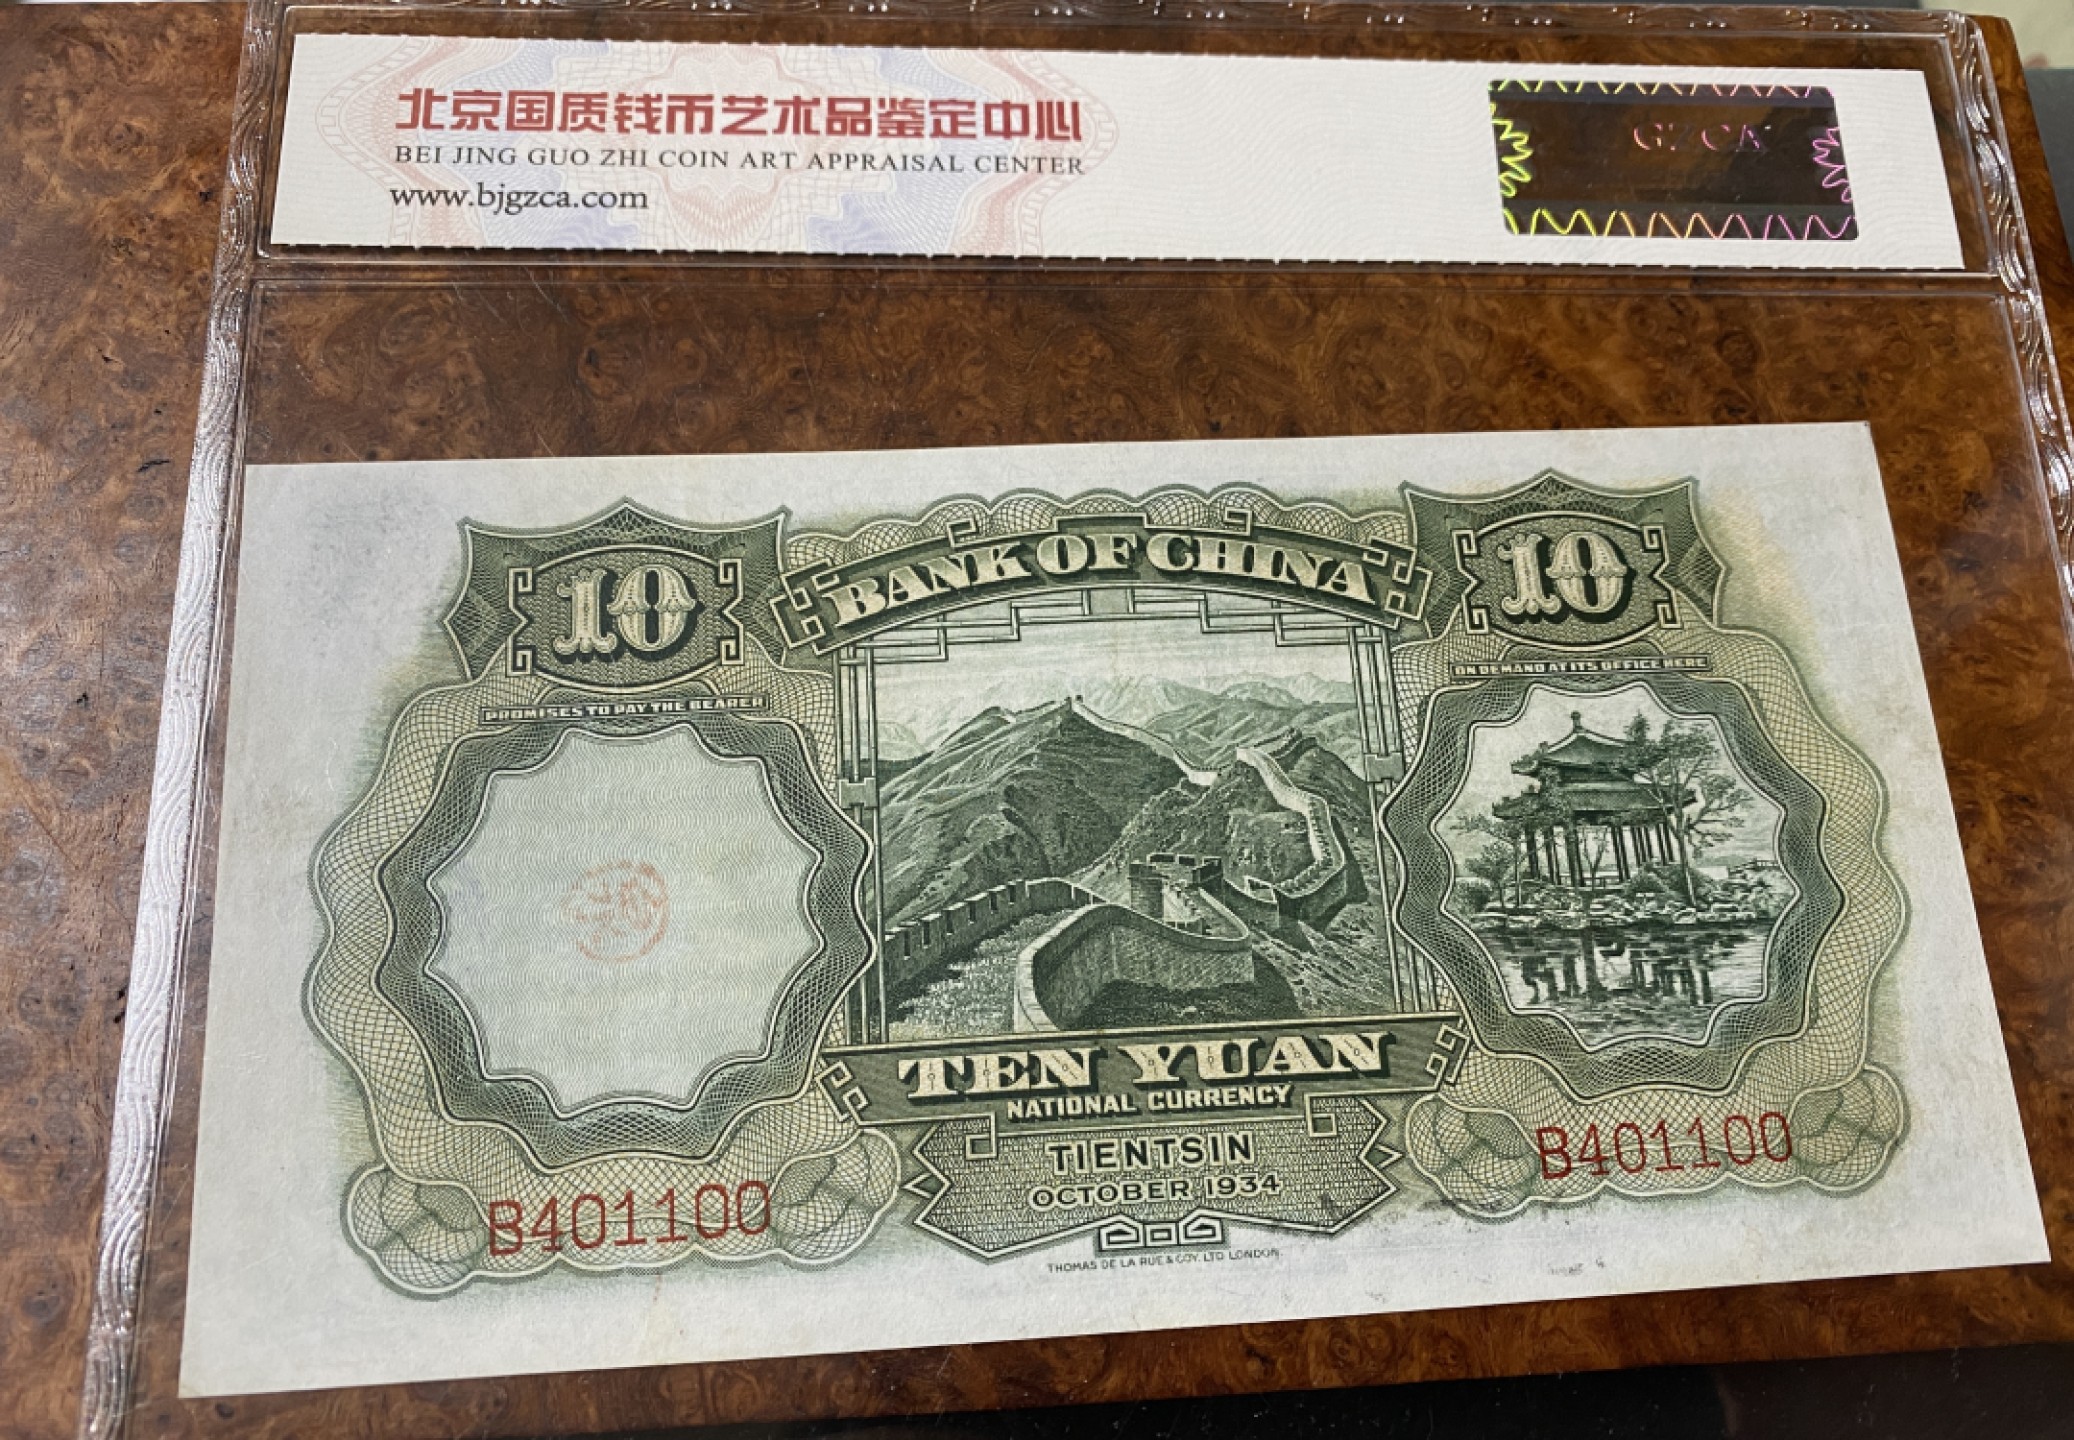 北京国质钱币艺术品鉴定中心
BEI JING GUO ZHI COIN ART APPRAISAL CENTER
www.bjgzca.com
GZCA
BANK OF CHINA
10
10
PROMISES TO PAY THE BEARER
ON DEMAND AT ITS OFFICE HERE
TEN YUAN
NATIONAL CURRENCY
TIENTSIN
OCTOBER 1934
B401100
B401100
THOMAS DE LA RUE & COY. LTD LONDON